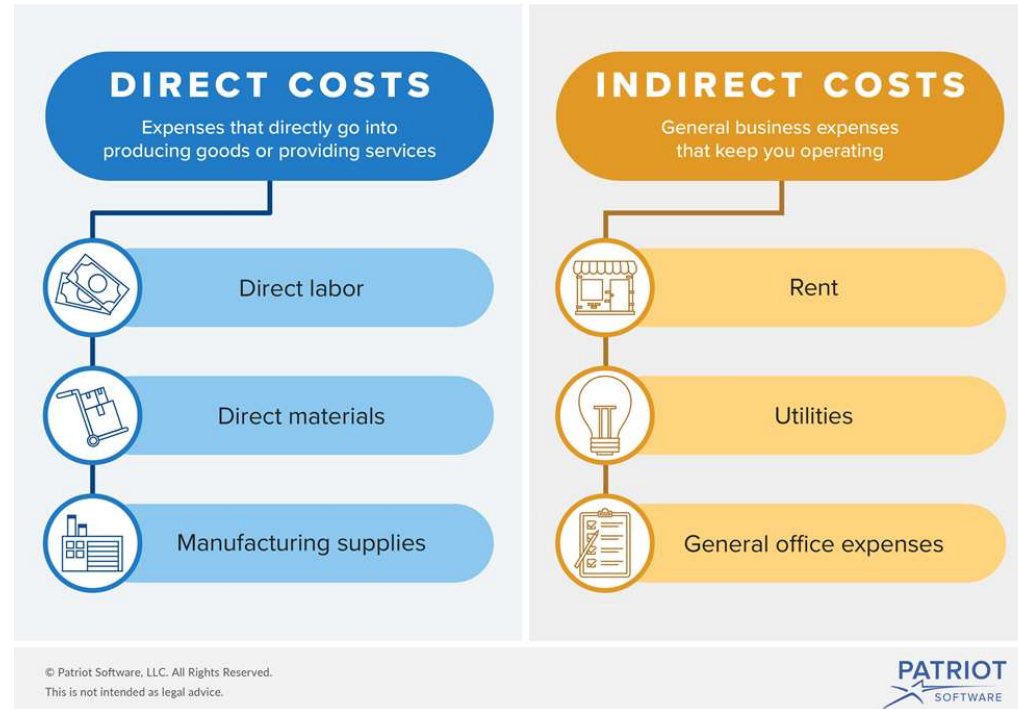 DIRECT COSTS
Expenses that directly go into
producing goods or providing services
Direct labor
Direct materials
Manufacturing supplies
INDIRECT COSTS
General business expenses
that keep you operating
Rent
Utilities
General office expenses
© Patriot Software, LLC. All Rights Reserved.
This is not intended as legal advice.
PATRIOT
SOFTWARE